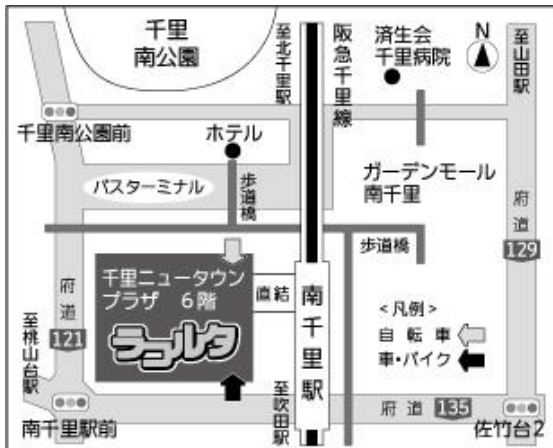 千里
南公園
至北千里駅
阪急千里線
済生会
千里病院
N
至山田駅
千里南公園前
ホテル
ガーデンモール
南千里
バスターミナル
歩道橋
府道
129
歩道橋
千里ニュータウン
プラザ 6階
ラコルタ
直結
南千里駅
<凡例>
自転車
車・バイク
府道
121
至桃山台駅
南千里駅前
至吹田駅
府道 135
佐竹台2